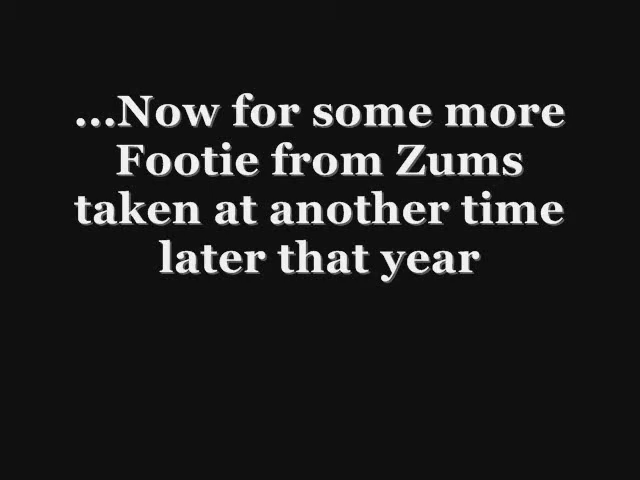 ...Now for some more
Footie from Zums
taken at another time
later that year